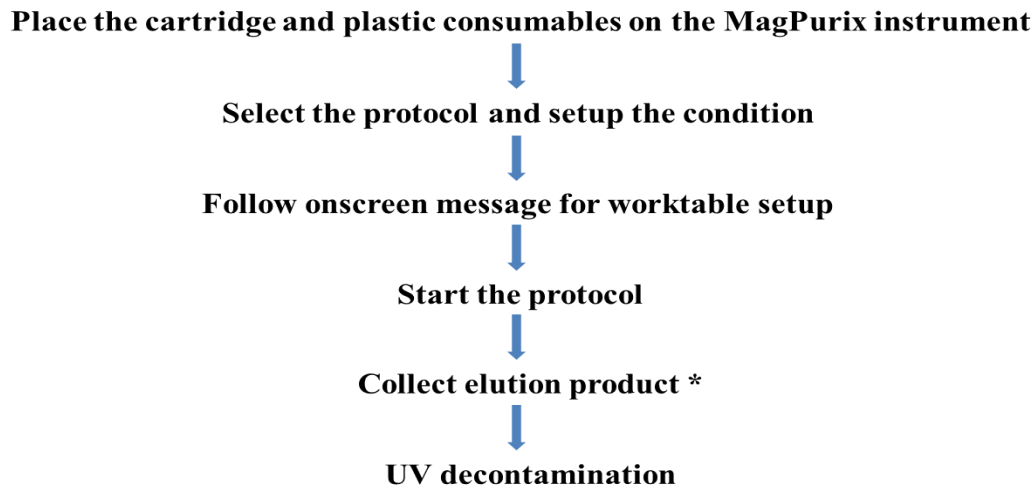 Place the cartridge and plastic consumables on the MagPurix instrument
Select the protocol and setup the condition
Follow onscreen message for worktable setup
Start the protocol
Collect elution product *
UV decontamination